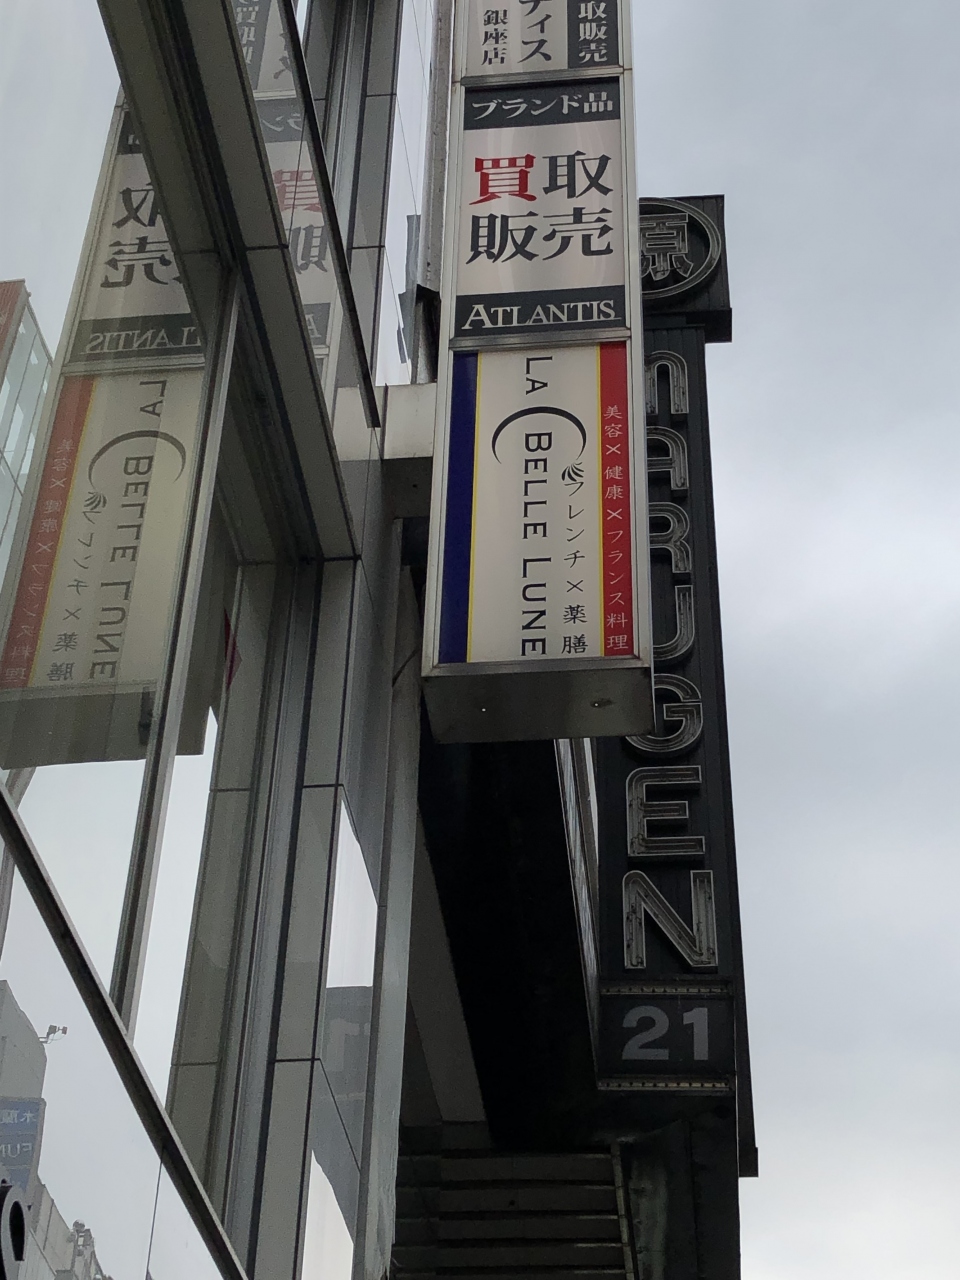 銀座店
ティス
取販売
ブランド品
買取
販売
ATLANTIS
LA BELLE LUNE
フレンチ×薬膳
美容×健康×フランス料理
原
MARUGEN
21